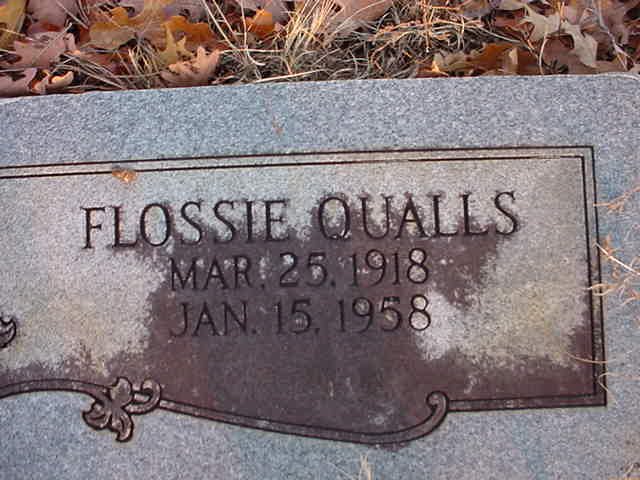 FLOSSIE QUALLS
MAR. 25, 1918
JAN. 15, 1958